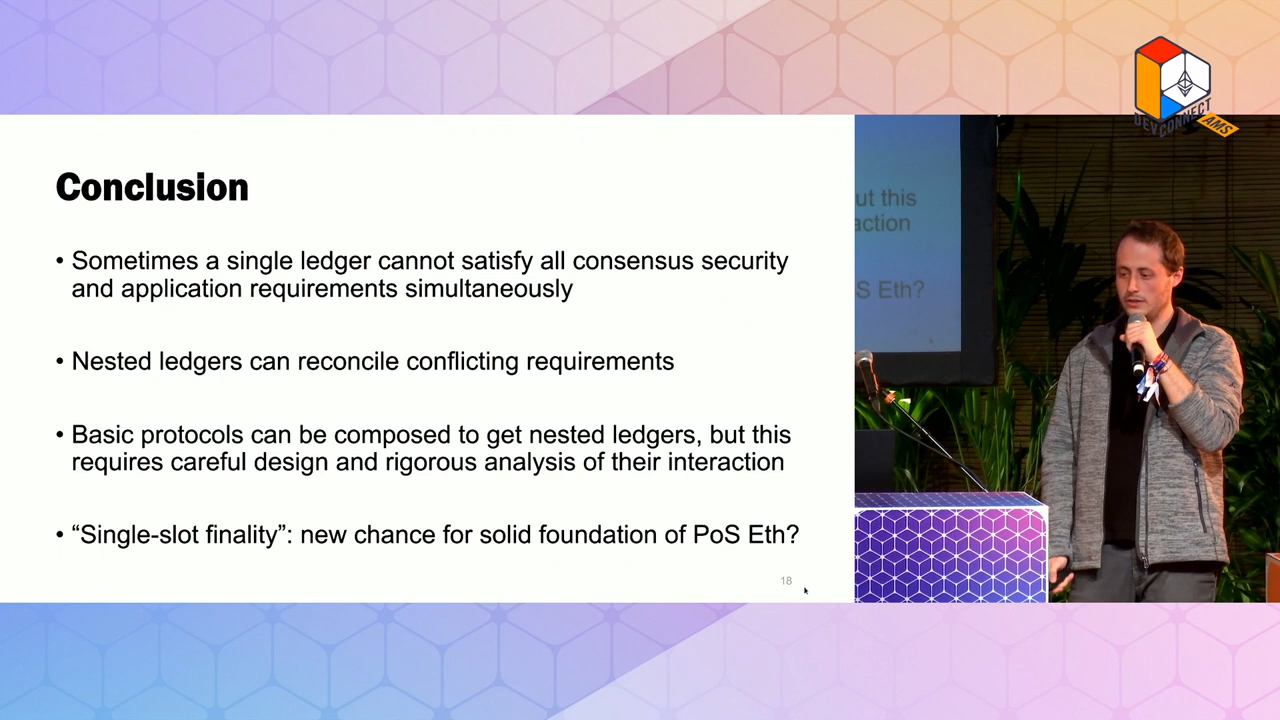 DEVCONNECT
AMS
Conclusion
• Sometimes a single ledger cannot satisfy all consensus security
and application requirements simultaneously
• Nested ledgers can reconcile conflicting requirements
• Basic protocols can be composed to get nested ledgers, but this
requires careful design and rigorous analysis of their interaction
• “Single-slot finality”: new chance for solid foundation of PoS Eth?
18
ut this
action
S Eth?